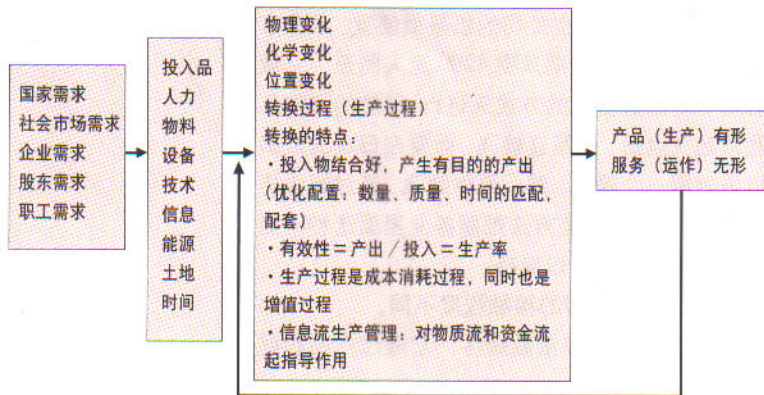 国家需求
社会市场需求
企业需求
股东需求
职工需求
投入品
人力
物料
设备
技术
信息
能源
土地
时间
物理变化
化学变化
位置变化
转换过程（生产过程）
转换的特点：
・投入物结合好，产生有目的的产出
（优化配置：数量、质量、时间的匹配，
配套）
・有效性＝产出／投入＝生产率
・生产过程是成本消耗过程，同时也是
增值过程
・信息流生产管理：对物质流和资金流
起指导作用
产品（生产）有形
服务（运作）无形